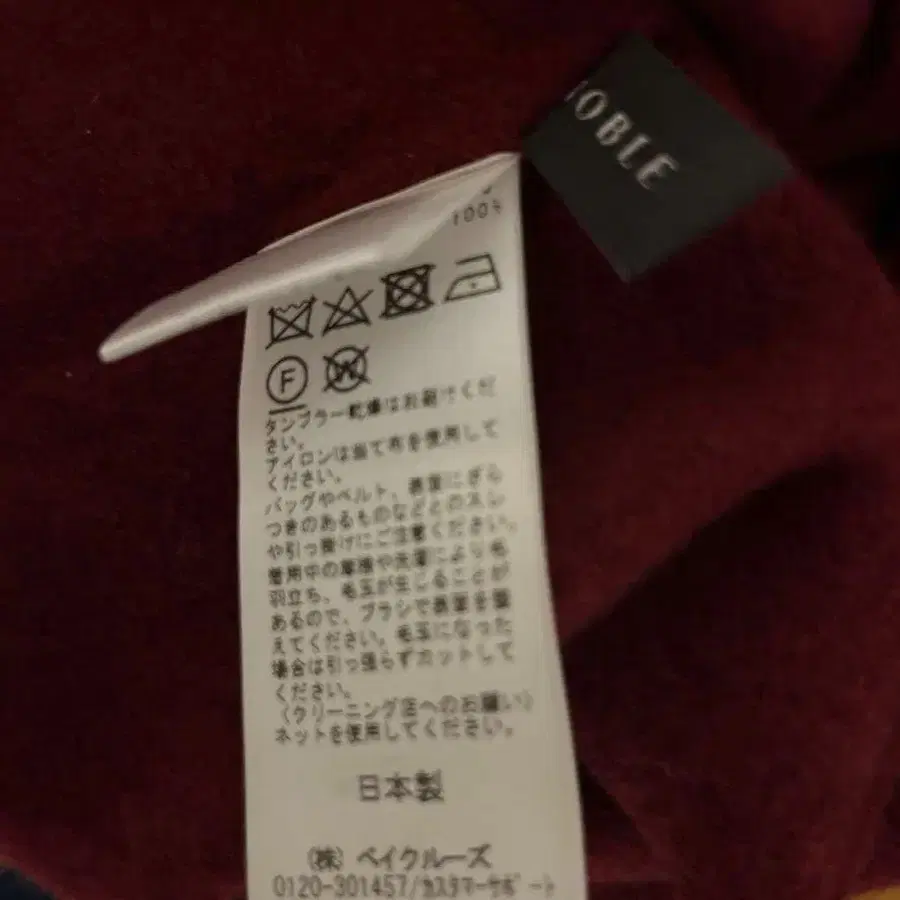 NOBLE
100%
F
W
タンブラー乾燥はお避けくだ
さい。
アイロンは当て布を使用して
ください。
バッグやベルト、表面にざら
つきのあるものなどとのスレ
や引っ掛けにご注意ください。
着用中の摩擦や洗濯により毛
羽立ち、毛玉が生じることが
あるので、ブラシで表面を整
えてください。毛玉になった
場合は引っ張らずカットして
ください。
(クリーニング店へのお願い)
ネットを使用してください。
日本製
(株) ベイクルーズ
0120-301457/カスタマーサポート